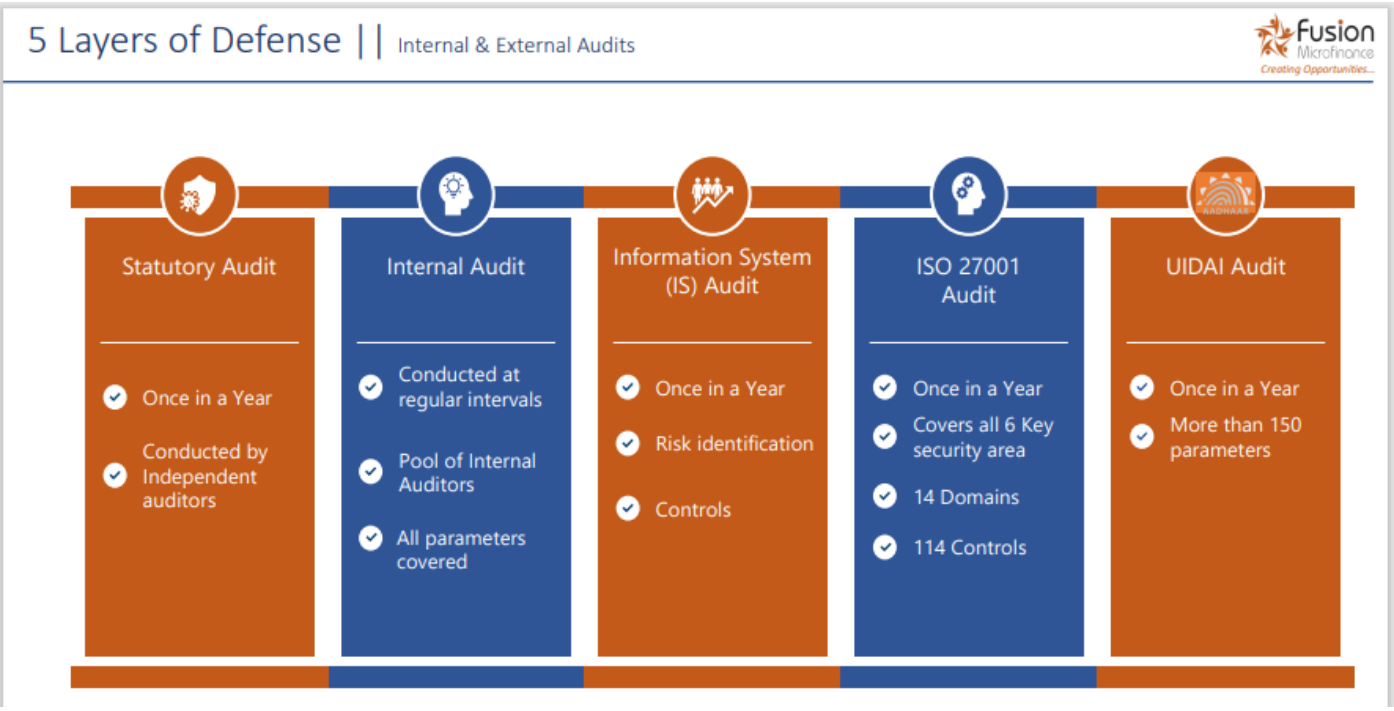 5 Layers of Defense || Internal & External Audits
Fusion
Microfinance
Creating Opportunities...
AADHAAR
Statutory Audit
Once in a Year
Conducted by
Independent
auditors
Internal Audit
Conducted at
regular intervals
Pool of Internal
Auditors
All parameters
covered
Information System
(IS) Audit
Once in a Year
Risk identification
Controls
ISO 27001
Audit
Once in a Year
Covers all 6 Key
security area
14 Domains
114 Controls
UIDAI Audit
Once in a Year
More than 150
parameters